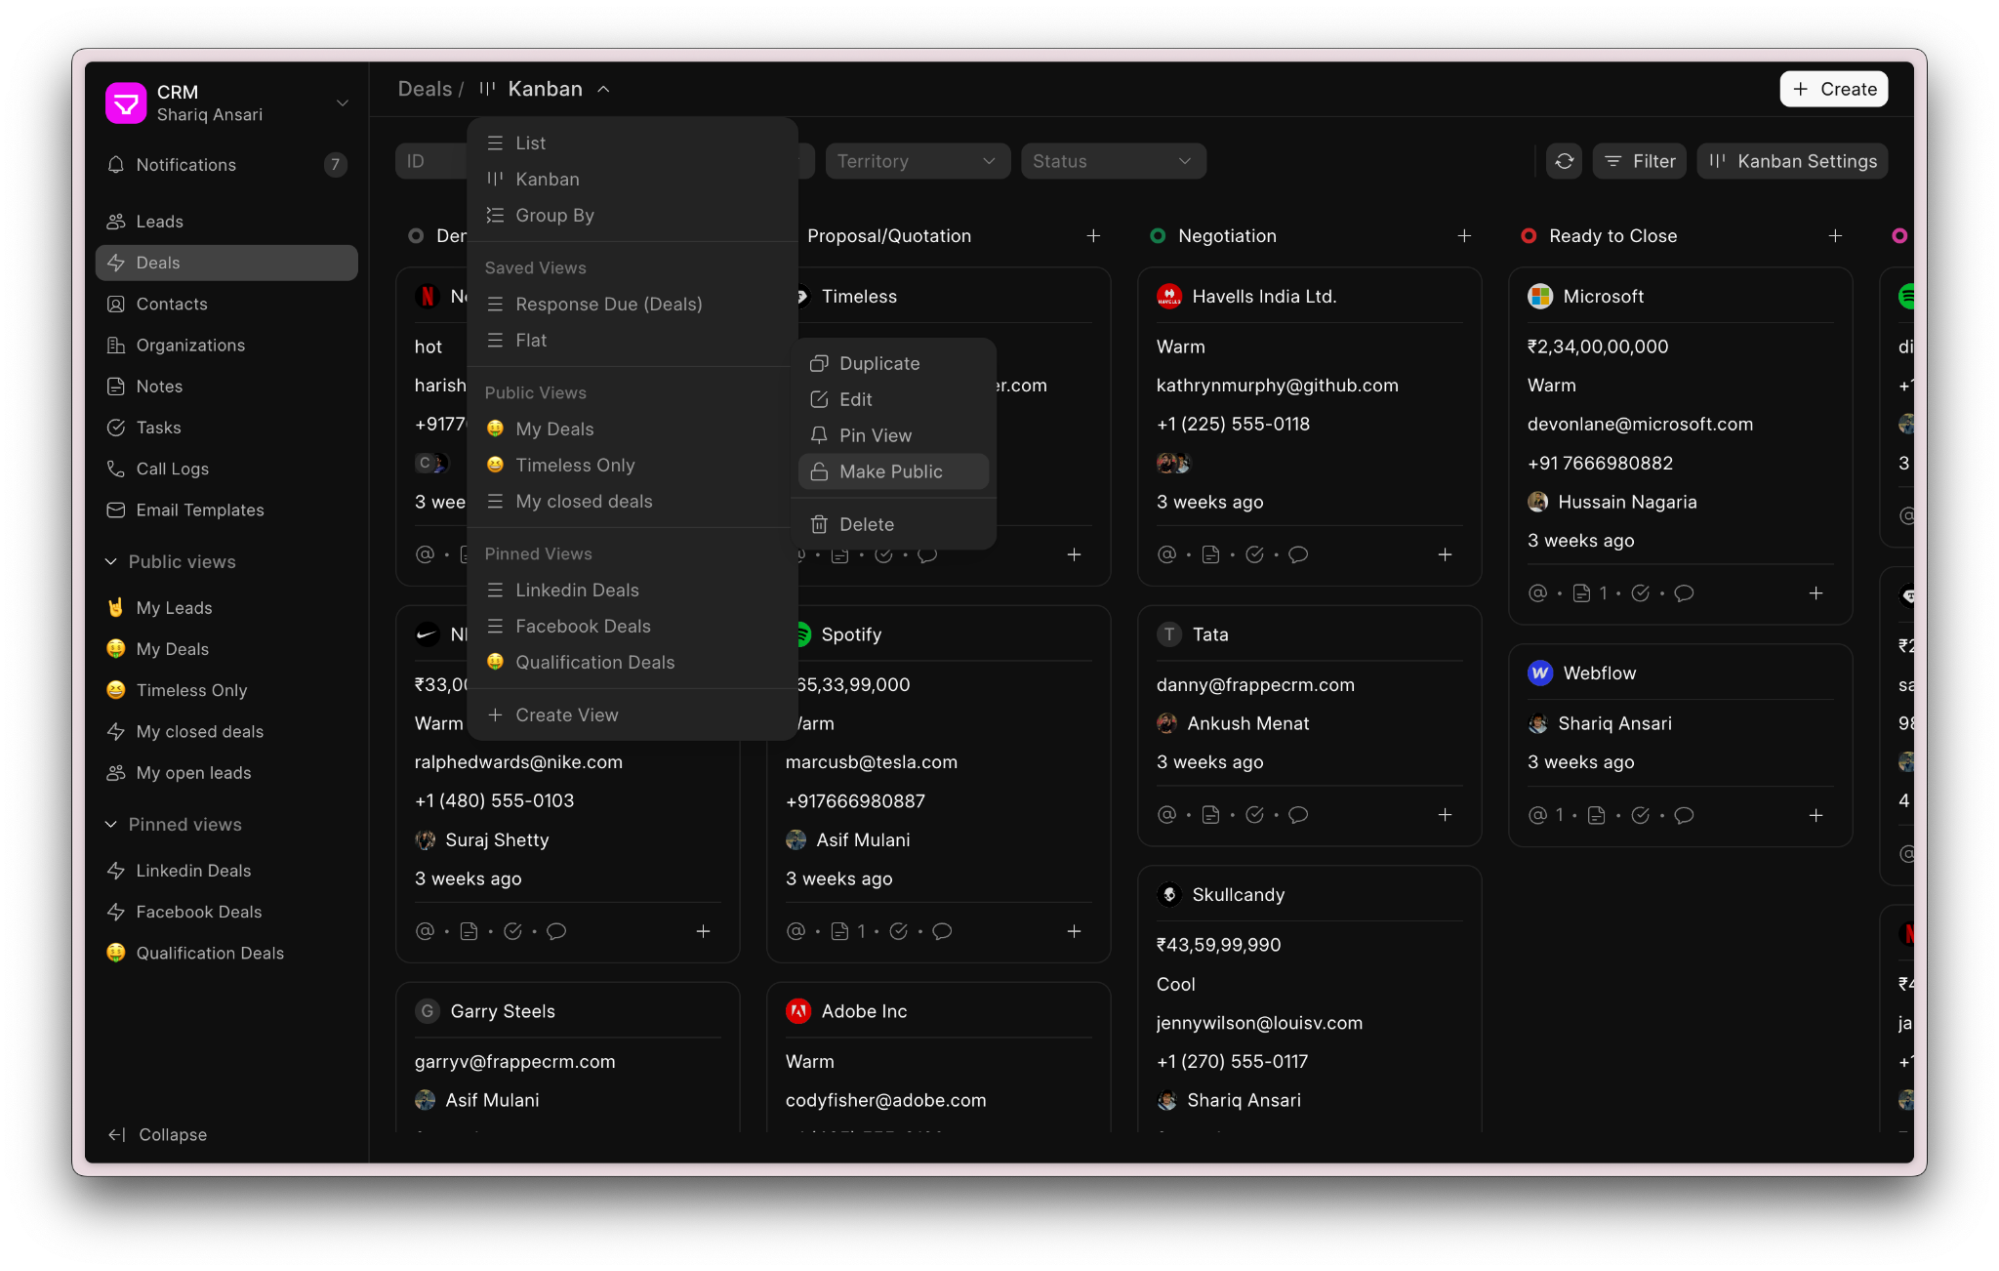 CRM
Shariq Ansari
Notifications
7
Leads
Deals
Contacts
Organizations
Notes
Tasks
Call Logs
Email Templates
Public views
My Leads
My Deals
Timeless Only
My closed deals
My open leads
Pinned views
Linkedin Deals
Facebook Deals
Qualification Deals
Collapse
Deals / Kanban
Create
List
Kanban
Group By
Saved Views
Response Due (Deals)
Flat
Public Views
My Deals
Timeless Only
My closed deals
Pinned Views
Linkedin Deals
Facebook Deals
Qualification Deals
Create View
Duplicate
Edit
Pin View
Make Public
Delete
ID
Territory
Status
Filter
Kanban Settings
hot
C
Warm
ralphedwards@nike.com
+1 (480) 555-0103
Suraj Shetty
3 weeks ago
G
Garry Steels
garryv@frappecrm.com
Asif Mulani
Proposal/Quotation
Timeless
Spotify
65,33,99,000
marcusb@tesla.com
+917666980887
Asif Mulani
3 weeks ago
1
Adobe Inc
Warm
codyfisher@adobe.com
Negotiation
Havells India Ltd.
Warm
kathrynmurphy@github.com
+1 (225) 555-0118
3 weeks ago
T
Tata
danny@frappecrm.com
Ankush Menat
3 weeks ago
Skullcandy
₹43,59,99,990
Cool
jennywilson@louisv.com
+1 (270) 555-0117
Shariq Ansari
Ready to Close
Microsoft
₹2,34,00,00,000
Warm
devonlane@microsoft.com
+91 7666980882
Hussain Nagaria
3 weeks ago
1
W
Webflow
Shariq Ansari
3 weeks ago
1